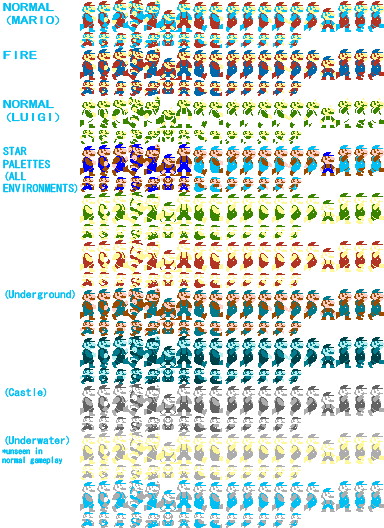 NORMAL
(MARIO)
FIRE
NORMAL
(LUIGI)
STAR
PALETTES
(ALL
ENVIRONMENTS)
(Underground)
(Castle)
(Underwater)
*unseen in
normal gameplay